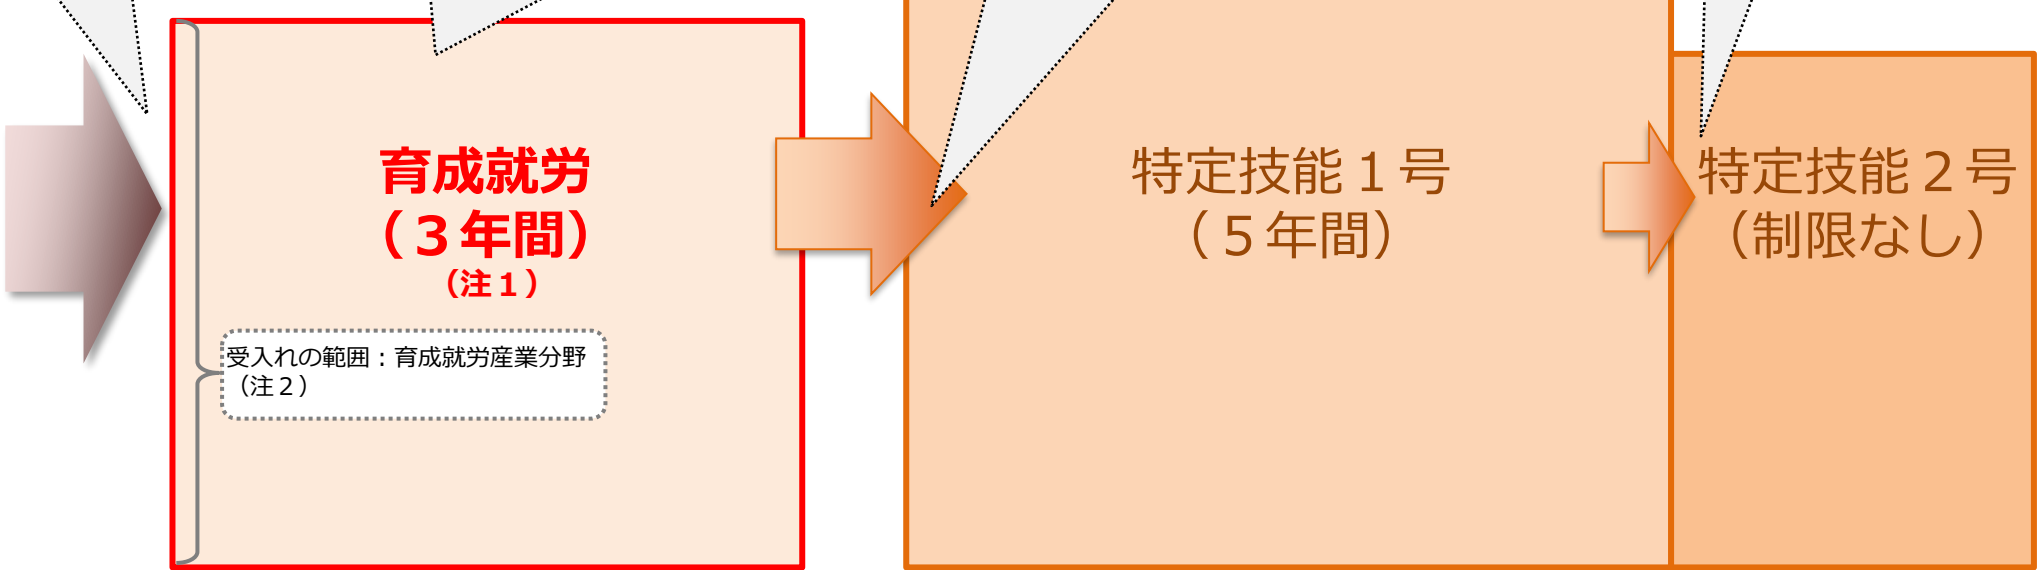 育成就労
（３年間）
（注１）
受入れの範囲：育成就労産業分野
（注２）
特定技能１号
（５年間）
特定技能２号
（制限なし）